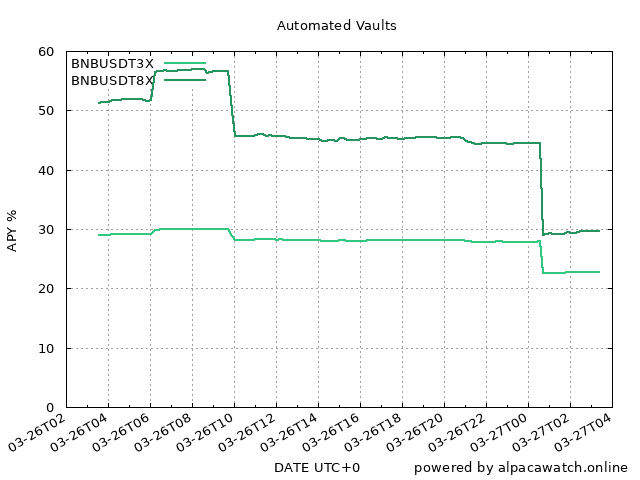 Automated Vaults
BNBUSDT3X
BNBUSDT8X
APY %
60
50
40
30
20
10
0
03-26T02
03-26T04
03-26T06
03-26T08
03-26T10
03-26T12
03-26T14
03-26T16
03-26T18
03-26T20
03-26T22
03-27T00
03-27T02
03-27T04
DATE UTC+0
powered by alpacawatch.online